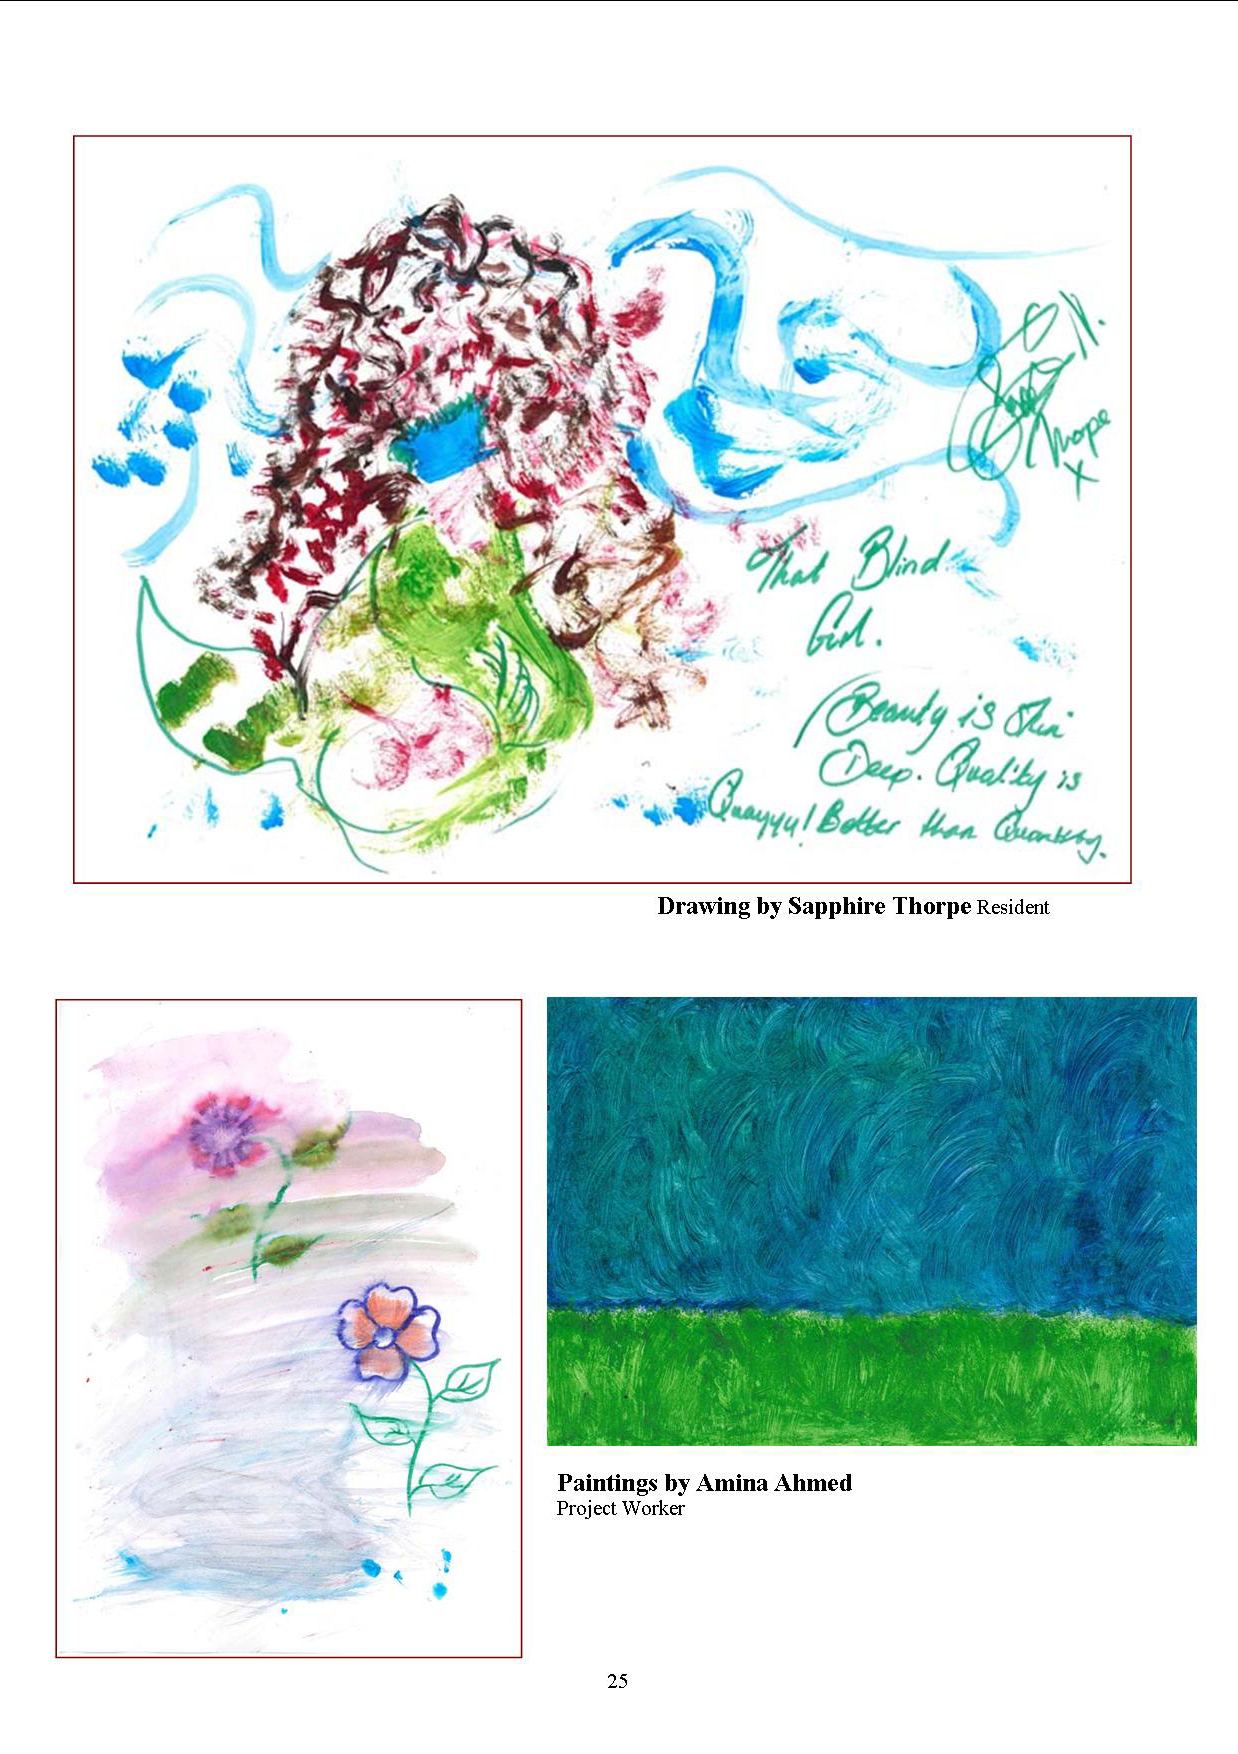 Thorpe
x
That Blind
Girl.
Beauty is Skin
Deep. Quality is
Quayyy! Better than Quantity.
Drawing by Sapphire Thorpe Resident
Paintings by Amina Ahmed
Project Worker
25